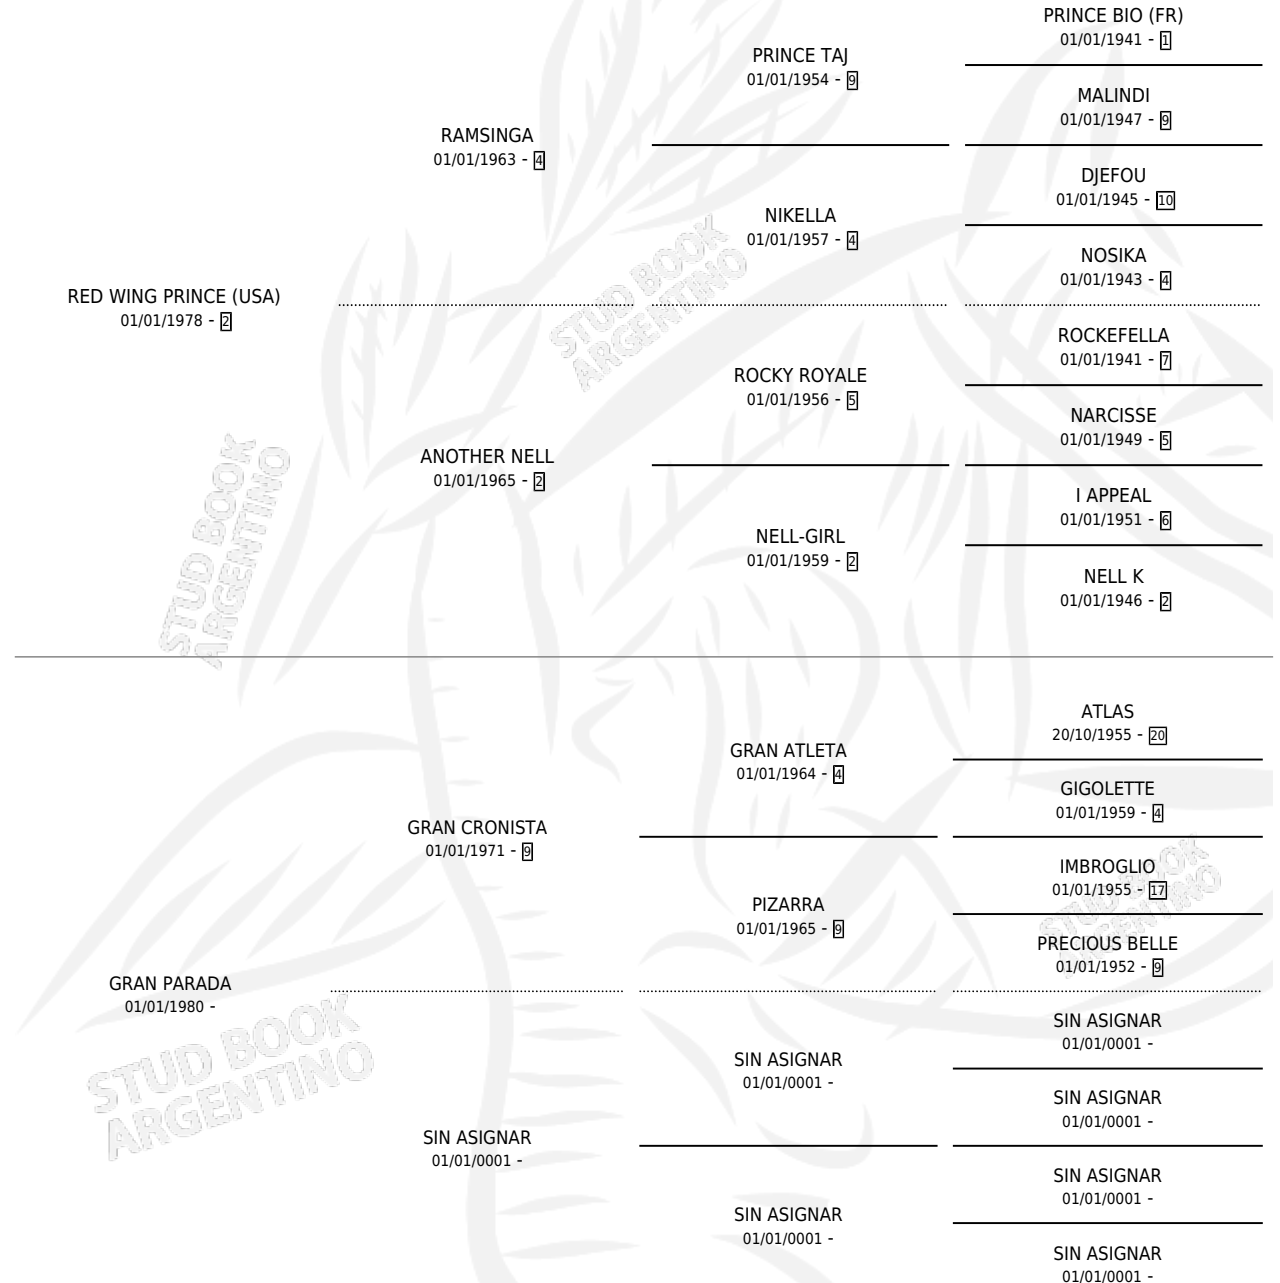 PRINCE BIO (FR)
01/01/1941 - 1
PRINCE TAJ
01/01/1954 - 9
MALINDI
01/01/1947 - 9
RAMSINGA
01/01/1963 - 4
DJEFOU
01/01/1945 - 10
NIKELLA
01/01/1957 - 4
NOSIKA
01/01/1943 - 4
RED WING PRINCE (USA)
01/01/1978 - 2
ROCKEFELLA
01/01/1941 - 7
ROCKY ROYALE
01/01/1956 - 5
NARCISSE
01/01/1949 - 5
ANOTHER NELL
01/01/1965 - 2
I APPEAL
01/01/1951 - 6
NELL-GIRL
01/01/1959 - 2
NELL K
01/01/1946 - 2
ATLAS
20/10/1955 - 20
GRAN ATLETA
01/01/1964 - 4
GIGOLETTE
01/01/1959 - 4
GRAN CRONISTA
01/01/1971 - 9
IMBROGLIO
01/01/1955 - 17
PIZARRA
01/01/1965 - 9
PRECIOUS BELLE
01/01/1952 - 9
GRAN PARADA
01/01/1980 -
SIN ASIGNAR
01/01/0001 -
SIN ASIGNAR
01/01/0001 -
SIN ASIGNAR
01/01/0001 -
SIN ASIGNAR
01/01/0001 -
SIN ASIGNAR
01/01/0001 -
SIN ASIGNAR
01/01/0001 -
SIN ASIGNAR
01/01/0001 -
STUD BOOK
ARGENTINO
STUD BOOK
ARGENTINO
STUD BOOK
ARGENTINO
STUD BOOK
ARGENTINO